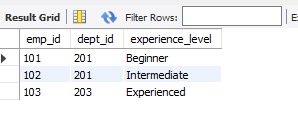 Result Grid Filter Rows: E
emp_id dept_id experience_level
101 201 Beginner
102 201 Intermediate
103 203 Experienced